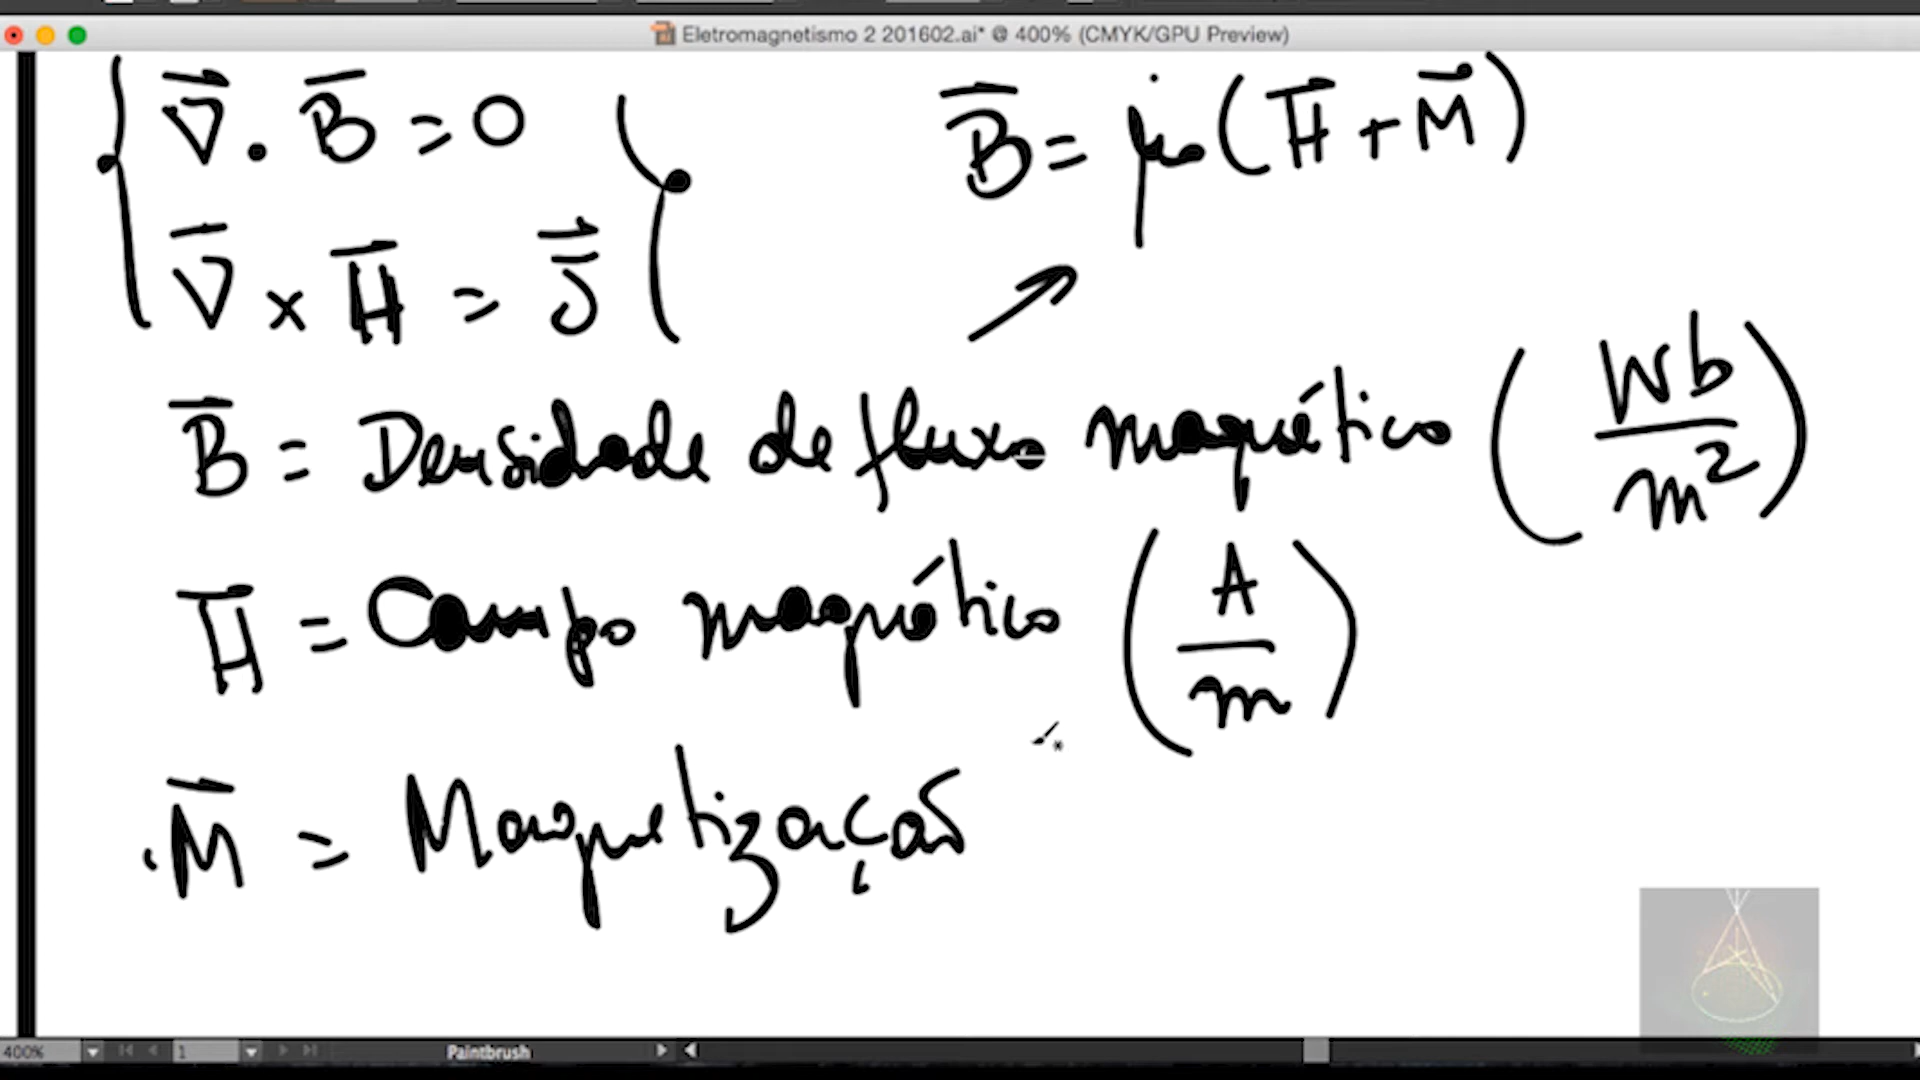 Eletromagnetismo 2 201602.ai* @ 400% (CMYK/GPU Preview)
∇⃗ · B⃗ = 0
B⃗ = μ₀(H⃗ + M⃗)
∇⃗ × H⃗ = J⃗
B⃗ = Densidade de fluxo magnético (Wb/m²)
H⃗ = Campo magnético (A/m)
M⃗ = Magnetização
400% 1 Paintbrush